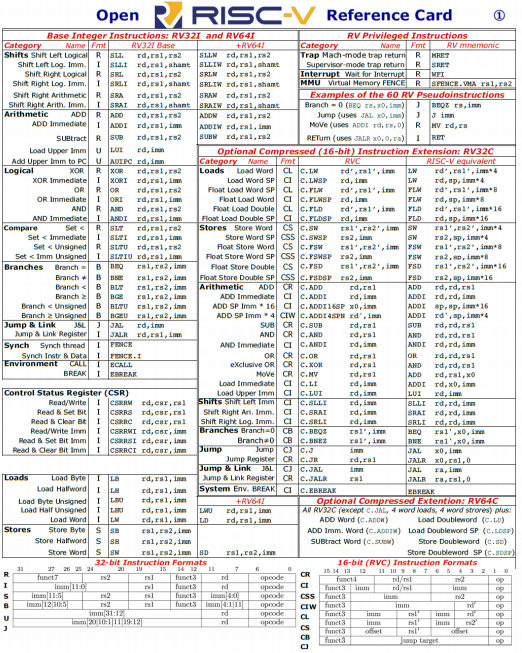 Open RISC-V Reference Card ①
Base Integer Instructions: RV32I and RV64I
Category Name Fmt RV32I Base +RV64I
Shifts Shift Left Logical R SLL rd,rs1,rs2 SLLW rd,rs1,rs2
Shift Left Log. Imm. I SLLI rd,rs1,shamt SLLIW rd,rs1,shamt
Shift Right Logical R SRL rd,rs1,rs2 SRLW rd,rs1,rs2
Shift Right Log. Imm. I SRLI rd,rs1,shamt SRLIW rd,rs1,shamt
Shift Right Arithmetic R SRA rd,rs1,rs2 SRAW rd,rs1,rs2
Shift Right Arith. Imm. I SRAI rd,rs1,shamt SRAIW rd,rs1,shamt
Arithmetic ADD R ADD rd,rs1,rs2 ADDW rd,rs1,rs2
ADD Immediate I ADDI rd,rs1,imm ADDIW rd,rs1,imm
SUBtract R SUB rd,rs1,rs2 SUBW rd,rs1,rs2
Load Upper Imm U LUI rd,imm
Add Upper Imm to PC U AUIPC rd,imm
Logical XOR R XOR rd,rs1,rs2
XOR Immediate I XORI rd,rs1,imm
OR R OR rd,rs1,rs2
OR Immediate I ORI rd,rs1,imm
AND R AND rd,rs1,rs2
AND Immediate I ANDI rd,rs1,imm
Compare Set < R SLT rd,rs1,rs2
Set < Immediate I SLTI rd,rs1,imm
Set < Unsigned R SLTU rd,rs1,rs2
Set < Imm Unsigned I SLTIU rd,rs1,imm
Branches Branch = B BEQ rs1,rs2,imm
Branch ≠ B BNE rs1,rs2,imm
Branch < B BLT rs1,rs2,imm
Branch ≥ B BGE rs1,rs2,imm
Branch < Unsigned B BLTU rs1,rs2,imm
Branch ≥ Unsigned B BGEU rs1,rs2,imm
Jump & Link J&L J JAL rd,imm
Jump & Link Register I JALR rd,rs1,imm
Synch Synch thread I FENCE
Synch Instr & Data I FENCE.I
Environment CALL I ECALL
BREAK I EBREAK
Control Status Register (CSR)
Read/Write I CSRRW rd,csr,rs1
Read & Set Bit I CSRRS rd,csr,rs1
Read & Clear Bit I CSRRC rd,csr,rs1
Read/Write Imm I CSRRWI rd,csr,imm
Read & Set Bit Imm I CSRRSI rd,csr,imm
Read & Clear Bit Imm I CSRRCI rd,csr,imm
Loads Load Byte I LB rd,rs1,imm
Load Halfword I LH rd,rs1,imm
Load Byte Unsigned I LBU rd,rs1,imm +RV64I
Load Half Unsigned I LHU rd,rs1,imm LWU rd,rs1,imm
Load Word I LW rd,rs1,imm LD rd,rs1,imm
Stores Store Byte S SB rs1,rs2,imm
Store Halfword S SH rs1,rs2,imm
Store Word S SW rs1,rs2,imm SD rs1,rs2,imm
RV Privileged Instructions
Category Name Fmt RV mnemonic
Trap Mach-mode trap return R MRET
Supervisor-mode trap return R SRET
Interrupt Wait for Interrupt R WFI
MMU Virtual Memory FENCE R SFENCE.VMA rs1,rs2
Examples of the 60 RV Pseudoinstructions
Branch = 0 (BEQ rs,x0,imm) J BEQZ rs,imm
Jump (uses JAL x0,imm) J J imm
MoVe (uses ADDI rd,rs,0) R MV rd,rs
RETurn (uses JALR x0,0,ra) I RET
Optional Compressed (16-bit) Instruction Extension: RV32C
Category Name Fmt RVC RISC-V equivalent
Loads Load Word CL C.LW rd′,rs1′,imm LW rd′,rs1′,imm*4
Load Word SP CI C.LWSP rd,imm LW rd,sp,imm*4
Float Load Word SP CL C.FLW rd′,rs1′,imm FLW rd′,rs1′,imm*8
Float Load Word CI C.FLWSP rd,imm FLW rd,sp,imm*8
Float Load Double CL C.FLD rd′,rs1′,imm FLD rd′,rs1′,imm*16
Float Load Double SP CI C.FLDSP rd,imm FLD rd,sp,imm*16
Stores Store Word CS C.SW rs1′,rs2′,imm SW rs1′,rs2′,imm*4
Store Word SP CSS C.SWSP rs2,imm SW rs2,sp,imm*4
Float Store Word CS C.FSW rs1′,rs2′,imm FSW rs1′,rs2′,imm*8
Float Store Word SP CSS C.FSWSP rs2,imm FSW rs2,sp,imm*8
Float Store Double CS C.FSD rs1′,rs2′,imm FSD rs1′,rs2′,imm*16
Float Store Double SP CSS C.FSDSP rs2,imm FSD rs2,sp,imm*16
Arithmetic ADD CR C.ADD rd,rs1 ADD rd,rd,rs1
ADD Immediate CI C.ADDI rd,imm ADDI rd,rd,imm
ADD SP Imm * 16 CI C.ADDI16SP x0,imm ADDI sp,sp,imm*16
ADD SP Imm * 4 CIW C.ADDI4SPN rd′,imm ADDI rd′,sp,imm*4
SUB CR C.SUB rd,rs1 SUB rd,rd,rs1
AND CR C.AND rd,rs1 AND rd,rd,rs1
AND Immediate CI C.ANDI rd,imm ANDI rd,rd,imm
OR CR C.OR rd,rs1 OR rd,rd,rs1
eXclusive OR CR C.XOR rd,rs1 AND rd,rd,rs1
MoVe CR C.MV rd,rs1 ADD rd,rs1,x0
Load Immediate CI C.LI rd,imm ADDI rd,x0,imm
Load Upper Imm CI C.LUI rd,imm LUI rd,imm
Shifts Shift Left Imm CI C.SLLI rd,imm SLLI rd,rd,imm
Shift Right Ari. Imm. CI C.SRAI rd,imm SRAI rd,rd,imm
Shift Right Log. Imm. CI C.SRLI rd,imm SRLI rd,rd,imm
Branches Branch=0 CB C.BEQZ rs1′,imm BEQ rs1′,x0,imm
Branch≠0 CB C.BNEZ rs1′,imm BNE rs1′,x0,imm
Jump Jump CJ C.J imm JAL x0,imm
Jump Register CR C.JR rd,rs1 JALR x0,rs1,0
Jump & Link J&L CJ C.JAL imm JAL ra,imm
Jump & Link Register CR C.JALR rs1 JALR ra,rs1,0
System Env. BREAK CI C.EBREAK EBREAK
Optional Compressed Extention: RV64C
All RV32C (except C.JAL, 4 word loads, 4 word strores) plus:
ADD Word (C.ADDW) Load Doubleword (C.LD)
ADD Imm. Word (C.ADDIW) Load Doubleword SP (C.LDSP)
SUBtract Word (C.SUBW) Store Doubleword (C.SD)
Store Doubleword SP (C.SDSP)
32-bit Instruction Formats
31 27 26 25 24 20 19 15 14 12 11 7 6 0
R funct7 rs2 rs1 funct3 rd opcode
I imm[11:0] rs1 funct3 rd opcode
S imm[11:5] rs2 rs1 funct3 imm[4:0] opcode
B imm[12|10:5] rs2 rs1 funct3 imm[4:1|11] opcode
U imm[31:12] rd opcode
J imm[20|10:1|11|19:12] rd opcode
16-bit (RVC) Instruction Formats
15 14 13 12 11 10 9 8 7 6 5 4 3 2 1 0
CR funct4 rd/rs1 rs2 op
CI funct3 imm rd/rs1 imm op
CSS funct3 imm rs2 op
CIW funct3 imm rd′ op
CL funct3 imm rs1′ imm rd′ op
CS funct3 imm rs1′ imm rs2′ op
CB funct3 offset rs1′ offset op
CJ funct3 jump target op